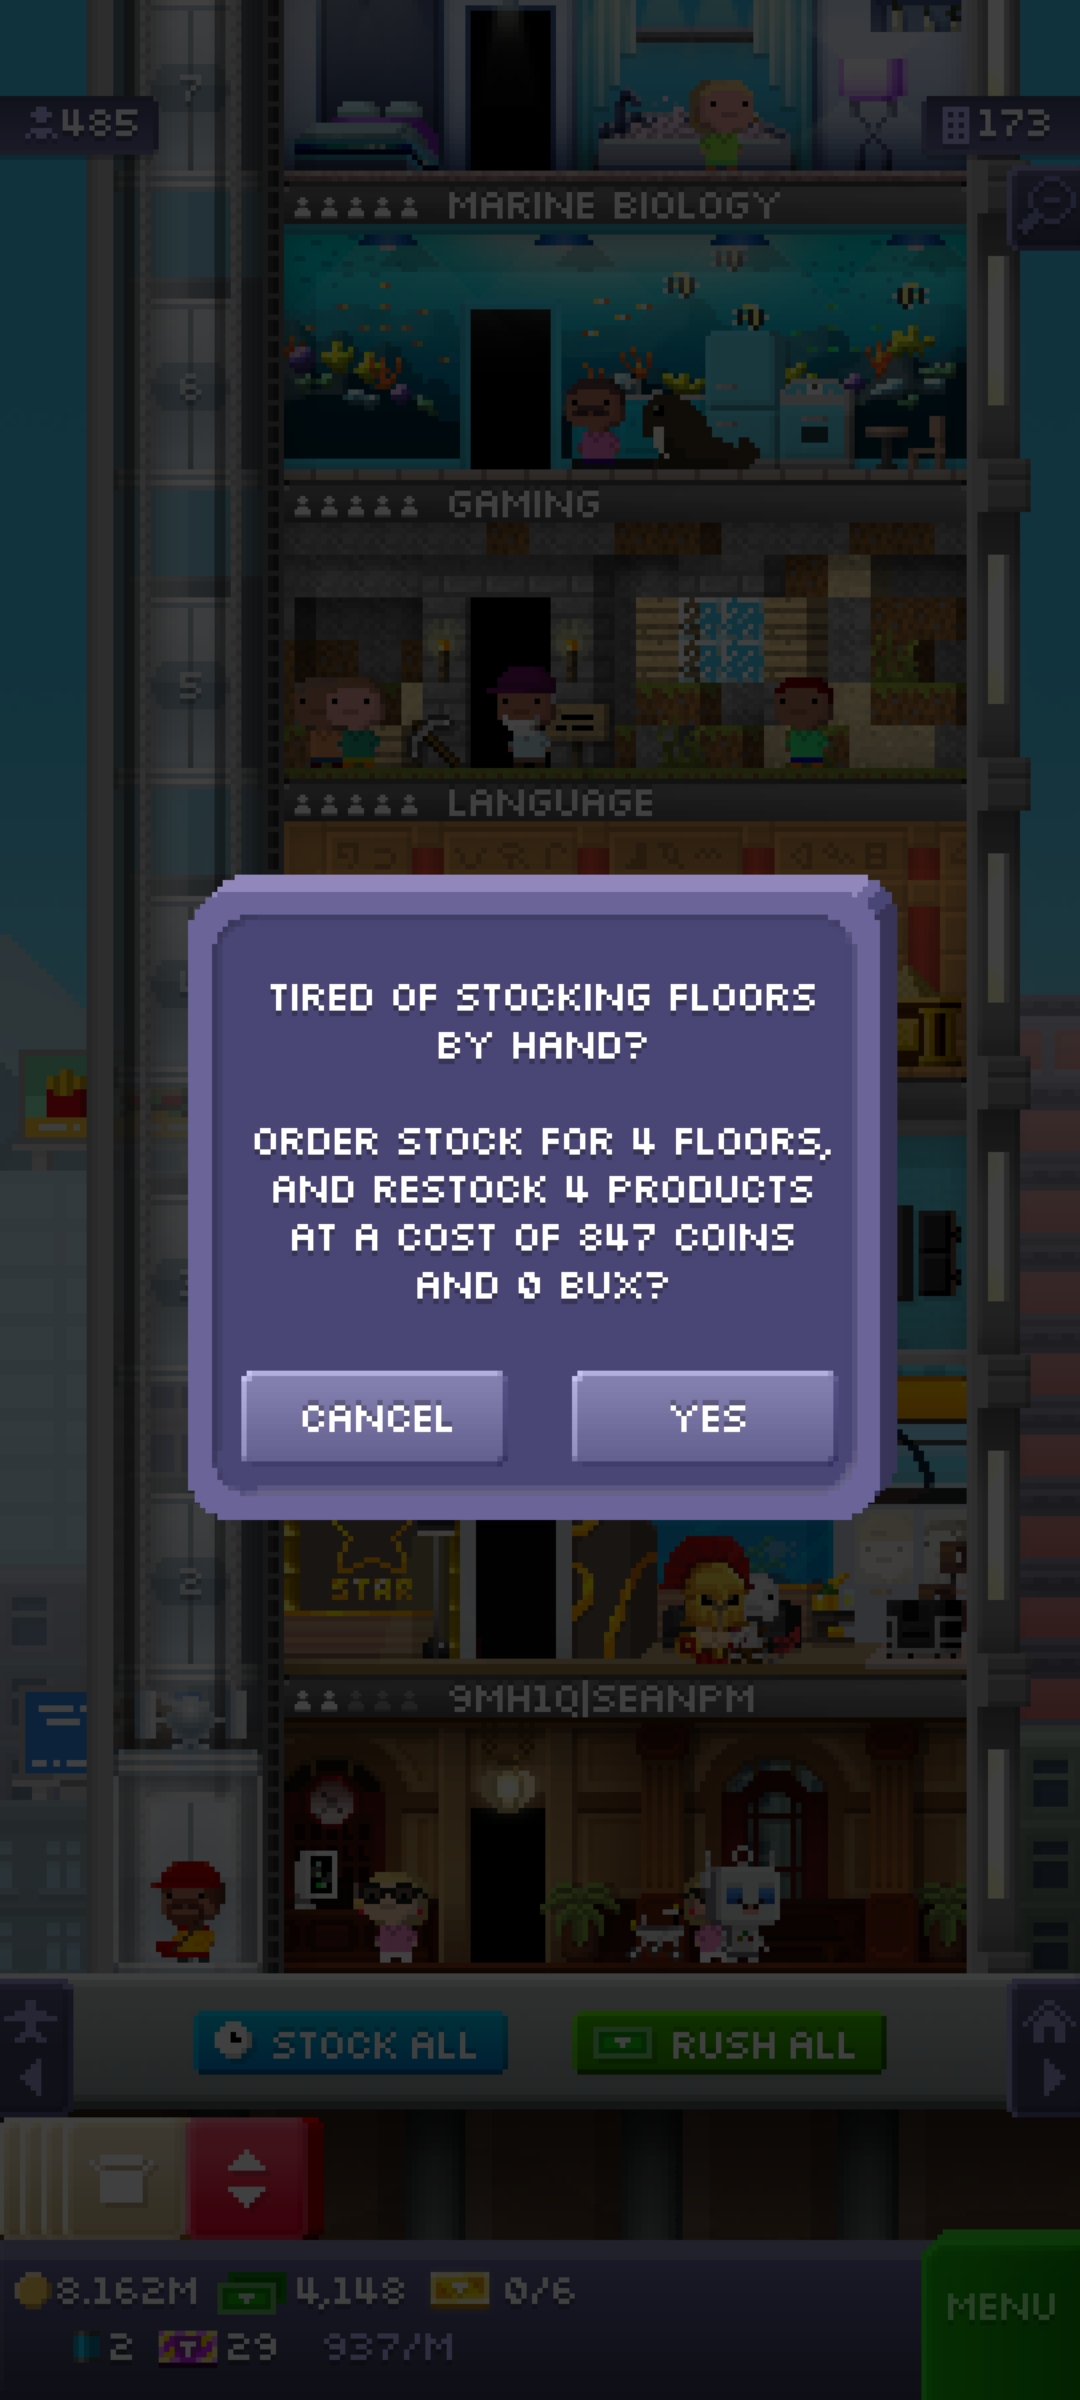 7
485
173
MARINE BIOLOGY
6
GAMING
5
LANGUAGE
TIRED OF STOCKING FLOORS
BY HAND?
ORDER STOCK FOR 4 FLOORS,
AND RESTOCK 4 PRODUCTS
AT A COST OF 847 COINS
AND 0 BUX?
CANCEL
YES
2
STAR
9MH1Q|SEANPM
STOCK ALL
RUSH ALL
8.162M
4,148
0/6
MENU
2
29
937/M